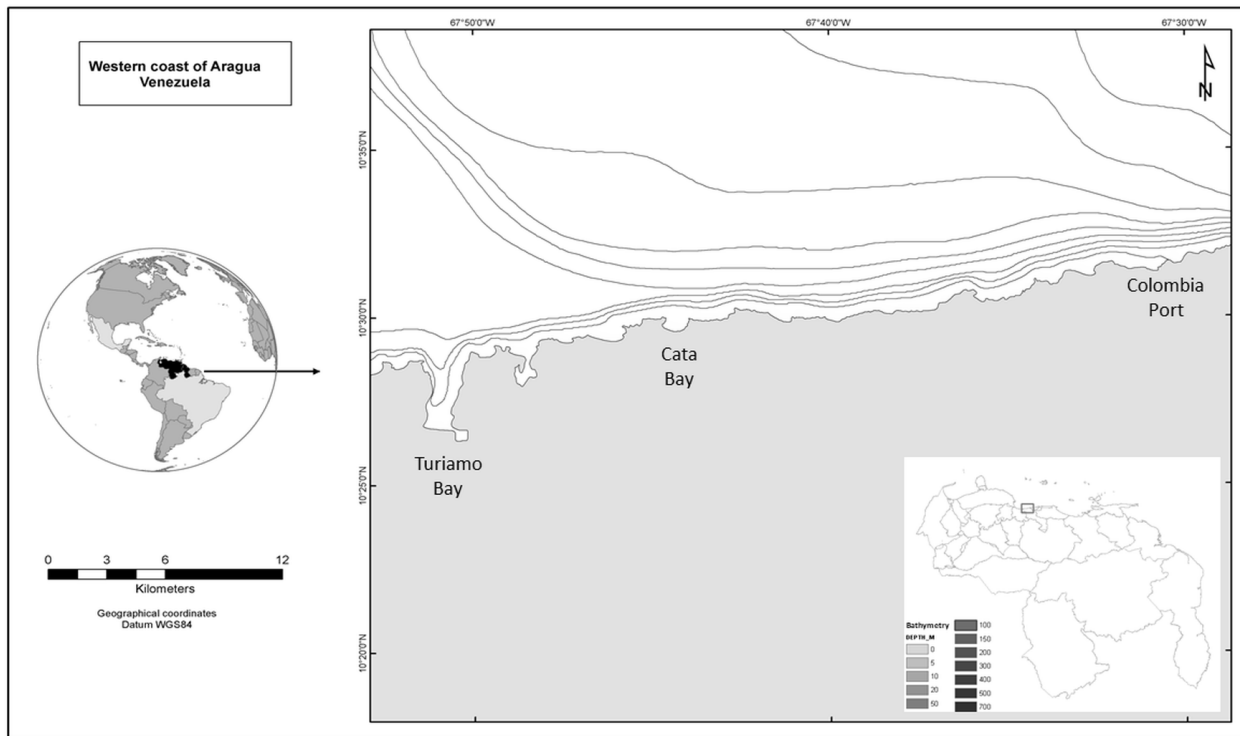 Western coast of Aragua
Venezuela
67°50'0"W
67°40'0"W
67°30'0"W
N
10°35'0"N
10°30'0"N
10°25'0"N
10°20'0"N
Colombia
Port
Cata
Bay
Turiamo
Bay
0 3 6 12
Kilometers
Geographical coordinates
Datum WGS84
Bathymetry
DEPTH_M
0
5
10
20
50
100
150
200
300
400
500
700